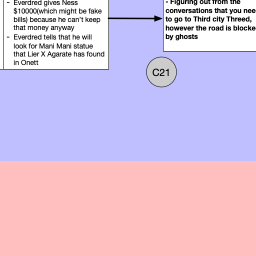 - Everdred gives Ness
$10000(which might be fake
bills) because he can't keep
that money anyway
- Everdred tells that he will
look for Mani Mani statue
that Lier X Agarate has found
in Onett
- Figuring out from the
conversations that you nee
to go to Third city Threed,
however the road is blocke
by ghosts
C21